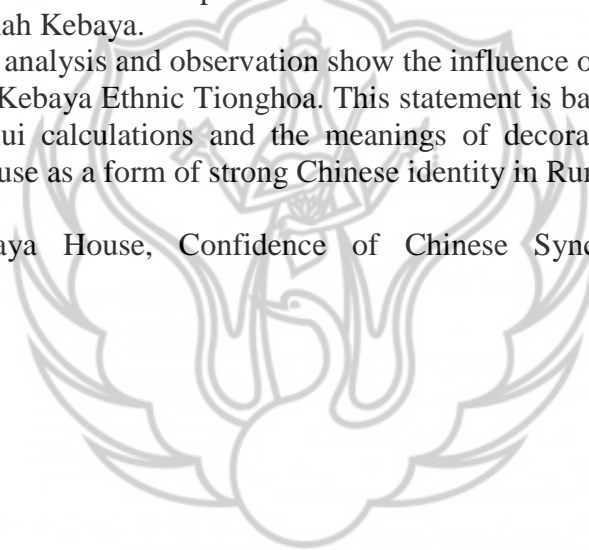 ah Kebaya.
analysis and observation show the influence o
Kebaya Ethnic Tionghoa. This statement is ba
ui calculations and the meanings of decora
use as a form of strong Chinese identity in Rur
aya House, Confidence of Chinese Sync